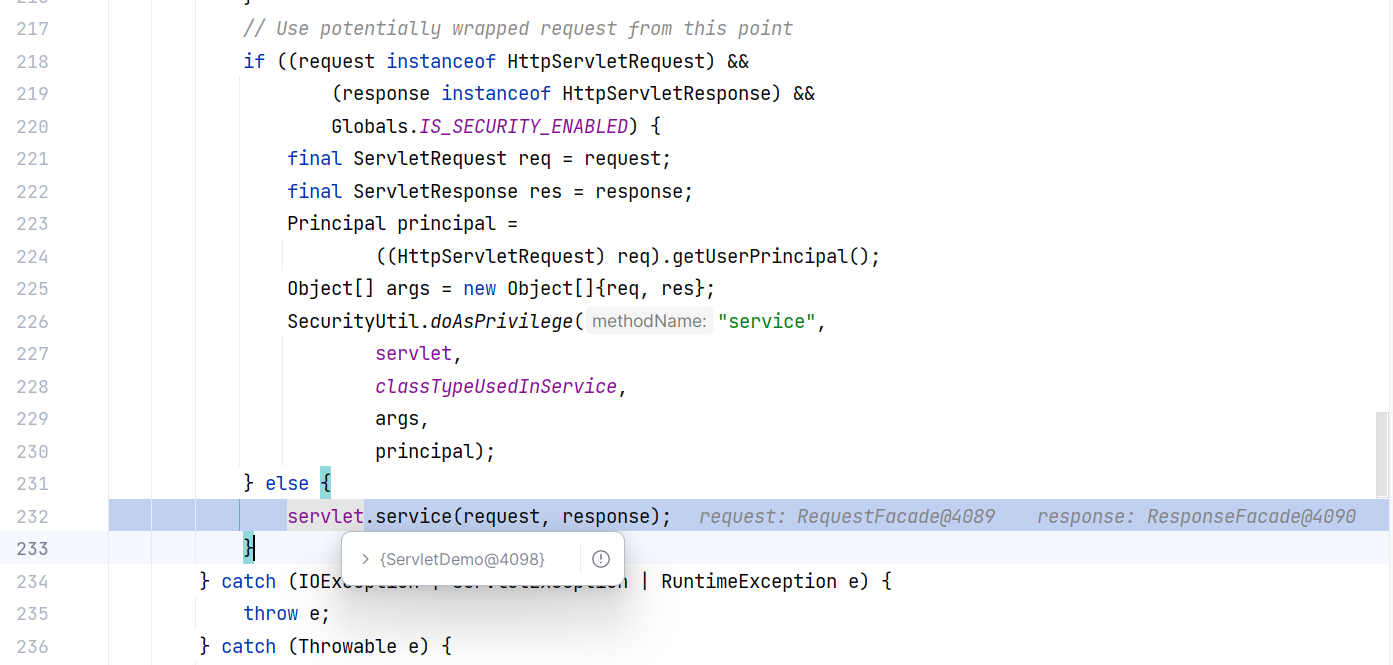 217 // Use potentially wrapped request from this point
218 if ((request instanceof HttpServletRequest) &&
219 (response instanceof HttpServletResponse) &&
220 Globals.IS_SECURITY_ENABLED) {
221 final ServletRequest req = request;
222 final ServletResponse res = response;
223 Principal principal =
224 ((HttpServletRequest) req).getUserPrincipal();
225 Object[] args = new Object[]{req, res};
226 SecurityUtil.doAsPrivilege( methodName: "service",
227 servlet,
228 classTypeUsedInService,
229 args,
230 principal);
231 } else {
232 servlet.service(request, response); request: RequestFacade@4089 response: ResponseFacade@4090
233 }
{ServletDemo@4098}
234 } catch (IOException | ServletException | RuntimeException e) {
235 throw e;
236 } catch (Throwable e) {